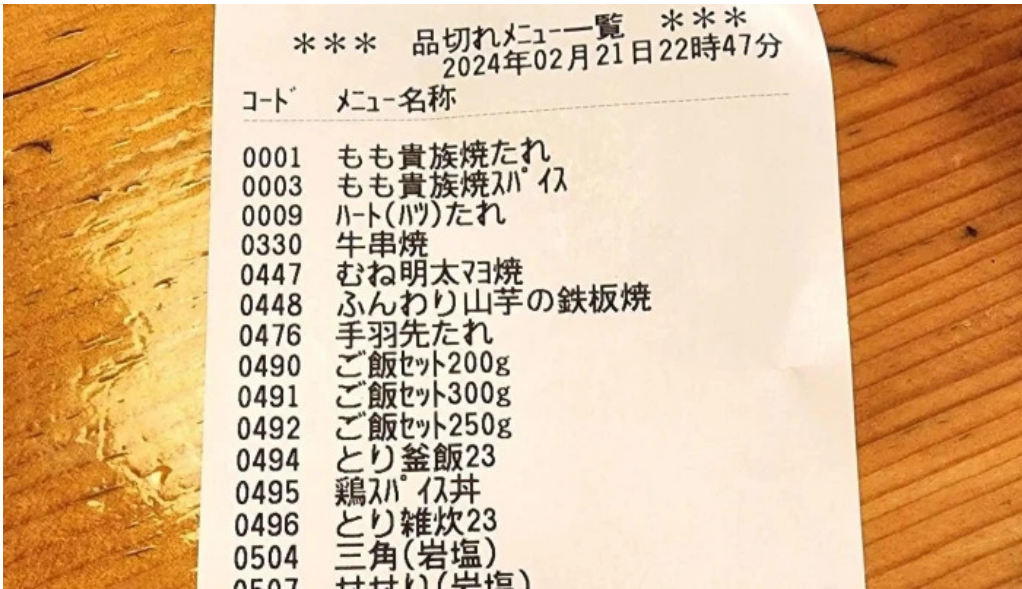 *** 品切れﾒﾆｭｰ一覧 ***
2024年02月21日22時47分
ｺｰﾄﾞ ﾒﾆｭｰ名称
0001 もも貴族焼たれ
0003 もも貴族焼ｽﾊﾟｲｽ
0009 ﾊｰﾄ(ﾊﾂ)たれ
0330 牛串焼
0447 むね明太ﾏﾖ焼
0448 ふんわり山芋の鉄板焼
0476 手羽先たれ
0490 ご飯ｾｯﾄ200g
0491 ご飯ｾｯﾄ300g
0492 ご飯ｾｯﾄ250g
0494 とり釜飯23
0495 鶏ｽﾊﾟｲｽ丼
0496 とり雑炊23
0504 三角(岩塩)
0507 せせり(岩塩)